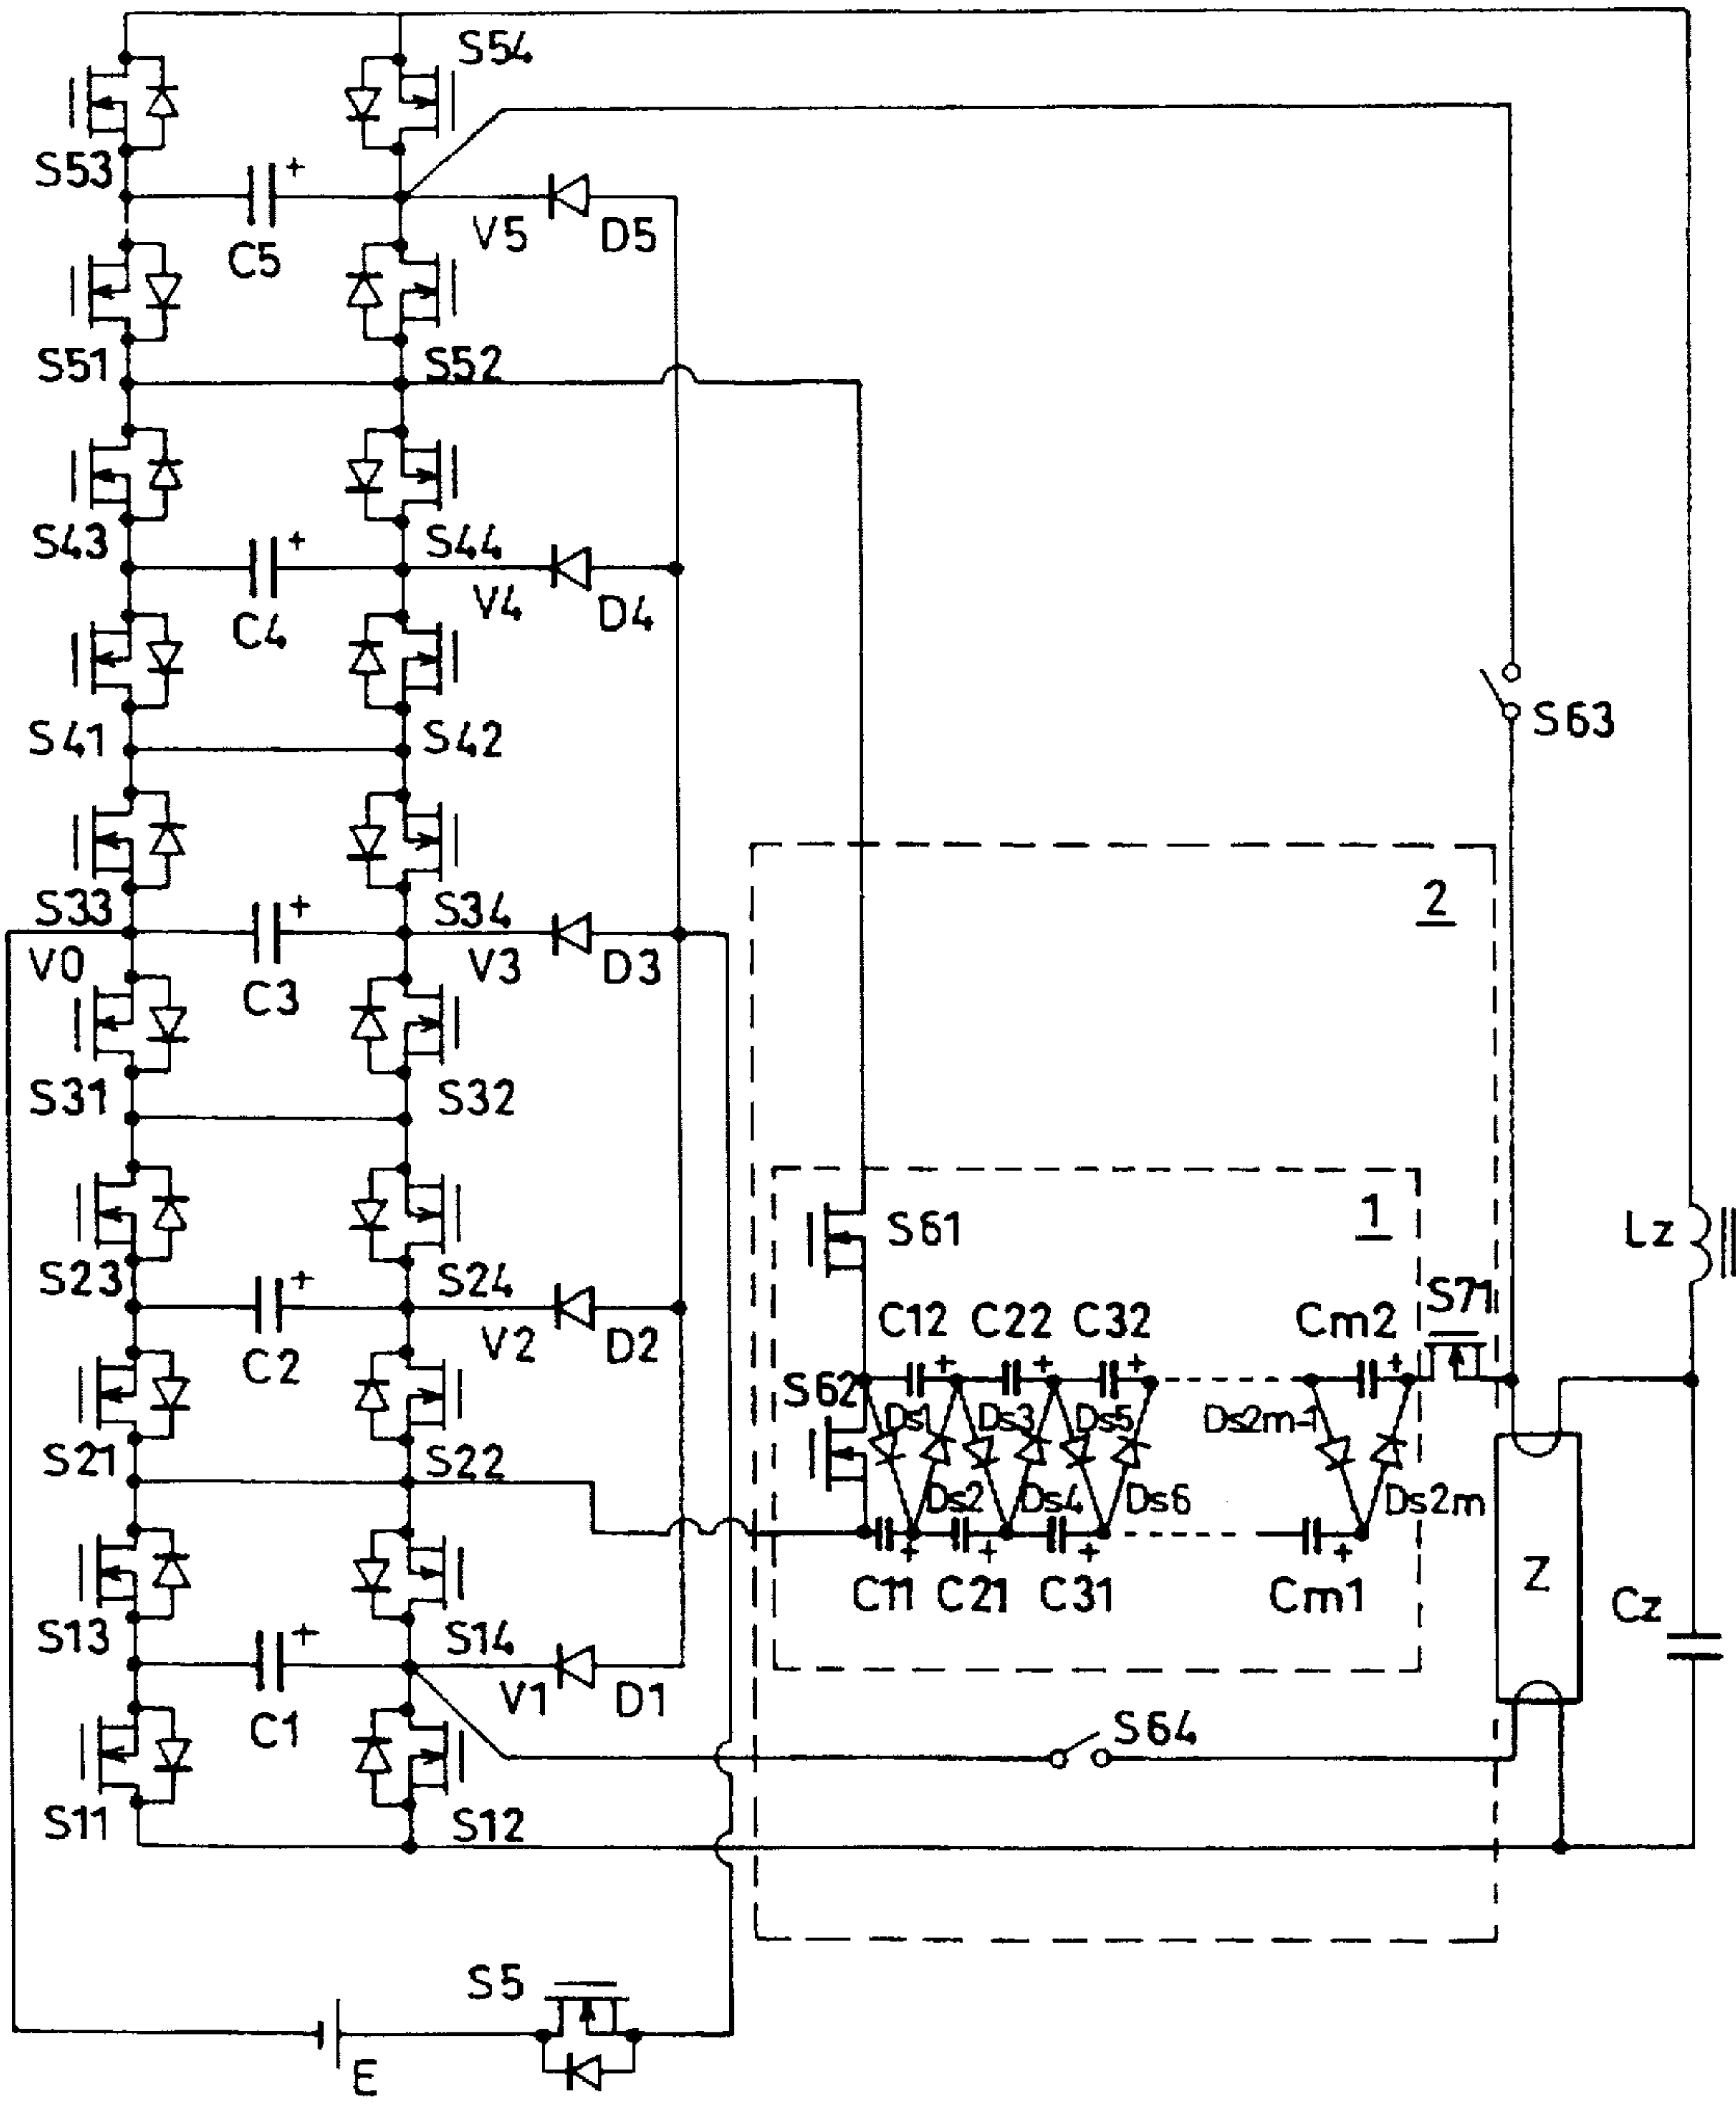 S54
S53
+
C5
V5
D5
S51
S52
S43
+
S44
C4
V4
D4
S63
S41
S42
2
S33
+
S34
V0
C3
V3
D3
S31
S32
1
S61
Lz
S23
+
S24
S71
C12
C22
C32
Cm2
C2
V2
D2
+
+
+
+
S62
Ds1
Ds3
Ds5
Ds2m-1
S21
S22
Ds2
Ds4
Ds6
Ds2m
+
+
+
+
Z
C11
C21
C31
Cm1
Cz
S13
+
S14
C1
V1
D1
S64
S11
S12
S5
E